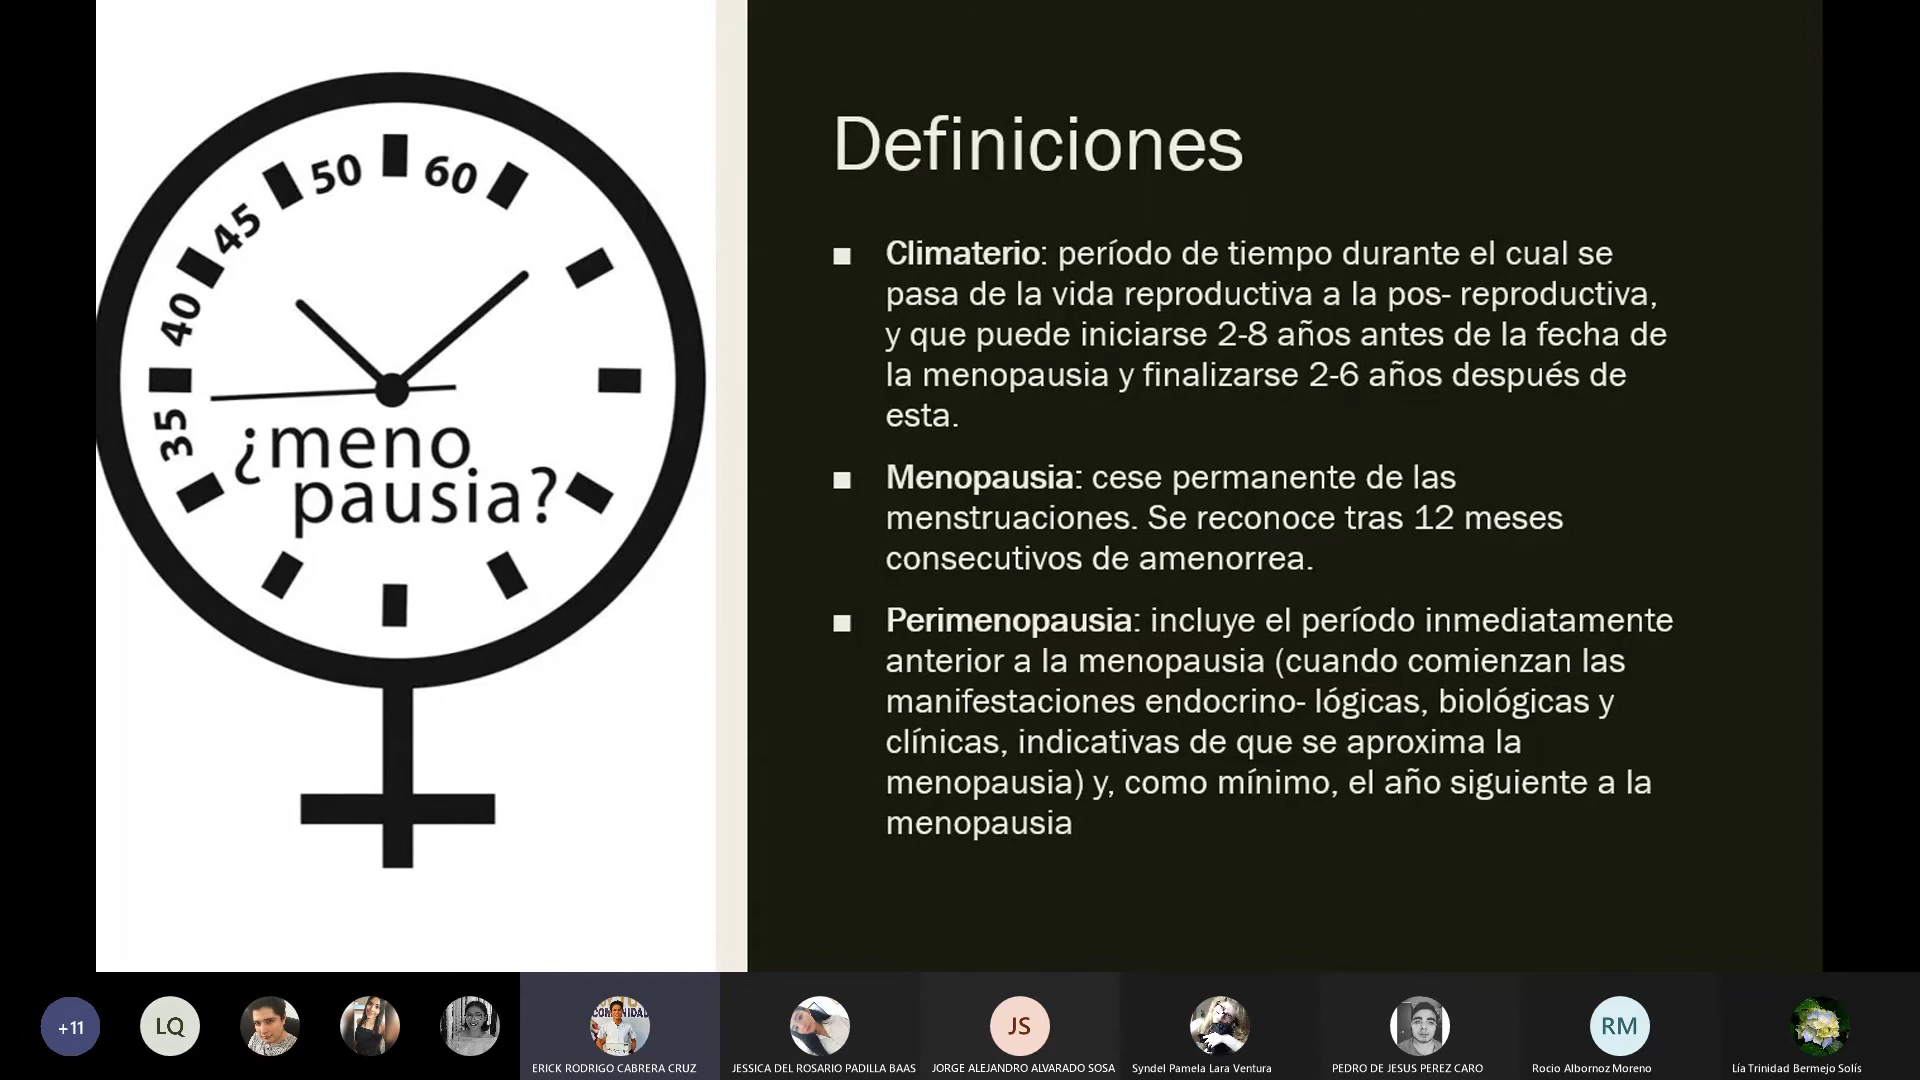 50
60
45
40
35
¿meno
pausia?
Definiciones
■ Climaterio: período de tiempo durante el cual se
pasa de la vida reproductiva a la pos- reproductiva,
y que puede iniciarse 2-8 años antes de la fecha de
la menopausia y finalizarse 2-6 años después de
esta.
■ Menopausia: cese permanente de las
menstruaciones. Se reconoce tras 12 meses
consecutivos de amenorrea.
■ Perimenopausia: incluye el período inmediatamente
anterior a la menopausia (cuando comienzan las
manifestaciones endocrino- lógicas, biológicas y
clínicas, indicativas de que se aproxima la
menopausia) y, como mínimo, el año siguiente a la
menopausia
+11
LQ
COMUNIDAD
JS
RM
ERICK RODRIGO CABRERA CRUZ
JESSICA DEL ROSARIO PADILLA BAAS
JORGE ALEJANDRO ALVARADO SOSA
Syndel Pamela Lara Ventura
PEDRO DE JESUS PEREZ CARO
Rocio Albornoz Moreno
Lía Trinidad Bermejo Solís